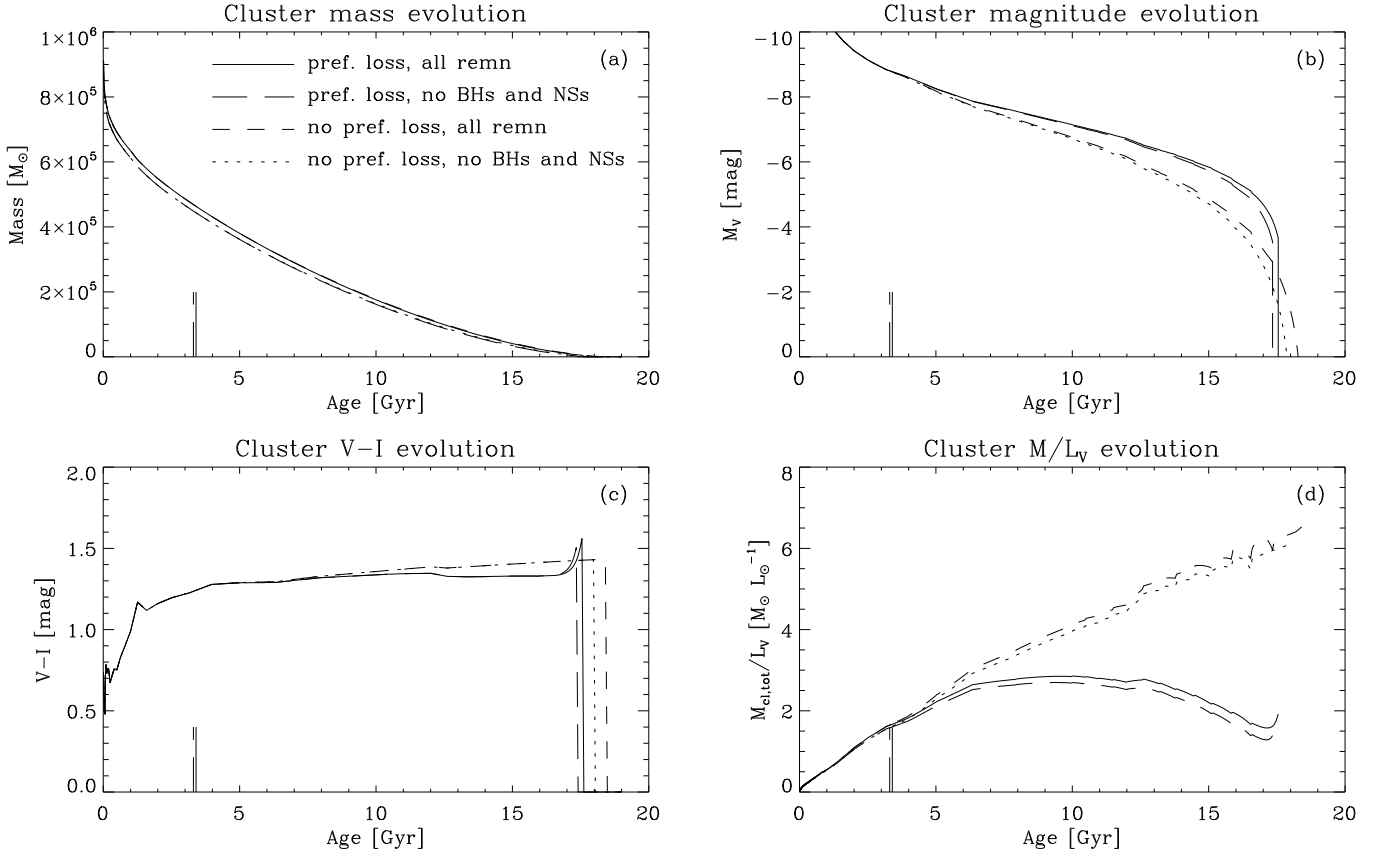 Cluster mass evolution
(a)
pref. loss, all remn
pref. loss, no BHs and NSs
no pref. loss, all remn
no pref. loss, no BHs and NSs
Mass [M⊙]
1×10⁶
8×10⁵
6×10⁵
4×10⁵
2×10⁵
0
0 5 10 15 20
Age [Gyr]
Cluster magnitude evolution
(b)
M_V [mag]
−10
−8
−6
−4
−2
0
0 5 10 15 20
Age [Gyr]
Cluster V−I evolution
(c)
V−I [mag]
2.0
1.5
1.0
0.5
0.0
0 5 10 15 20
Age [Gyr]
Cluster M/L_V evolution
(d)
M_cl,tot/L_V [M⊙ L⊙⁻¹]
8
6
4
2
0
0 5 10 15 20
Age [Gyr]